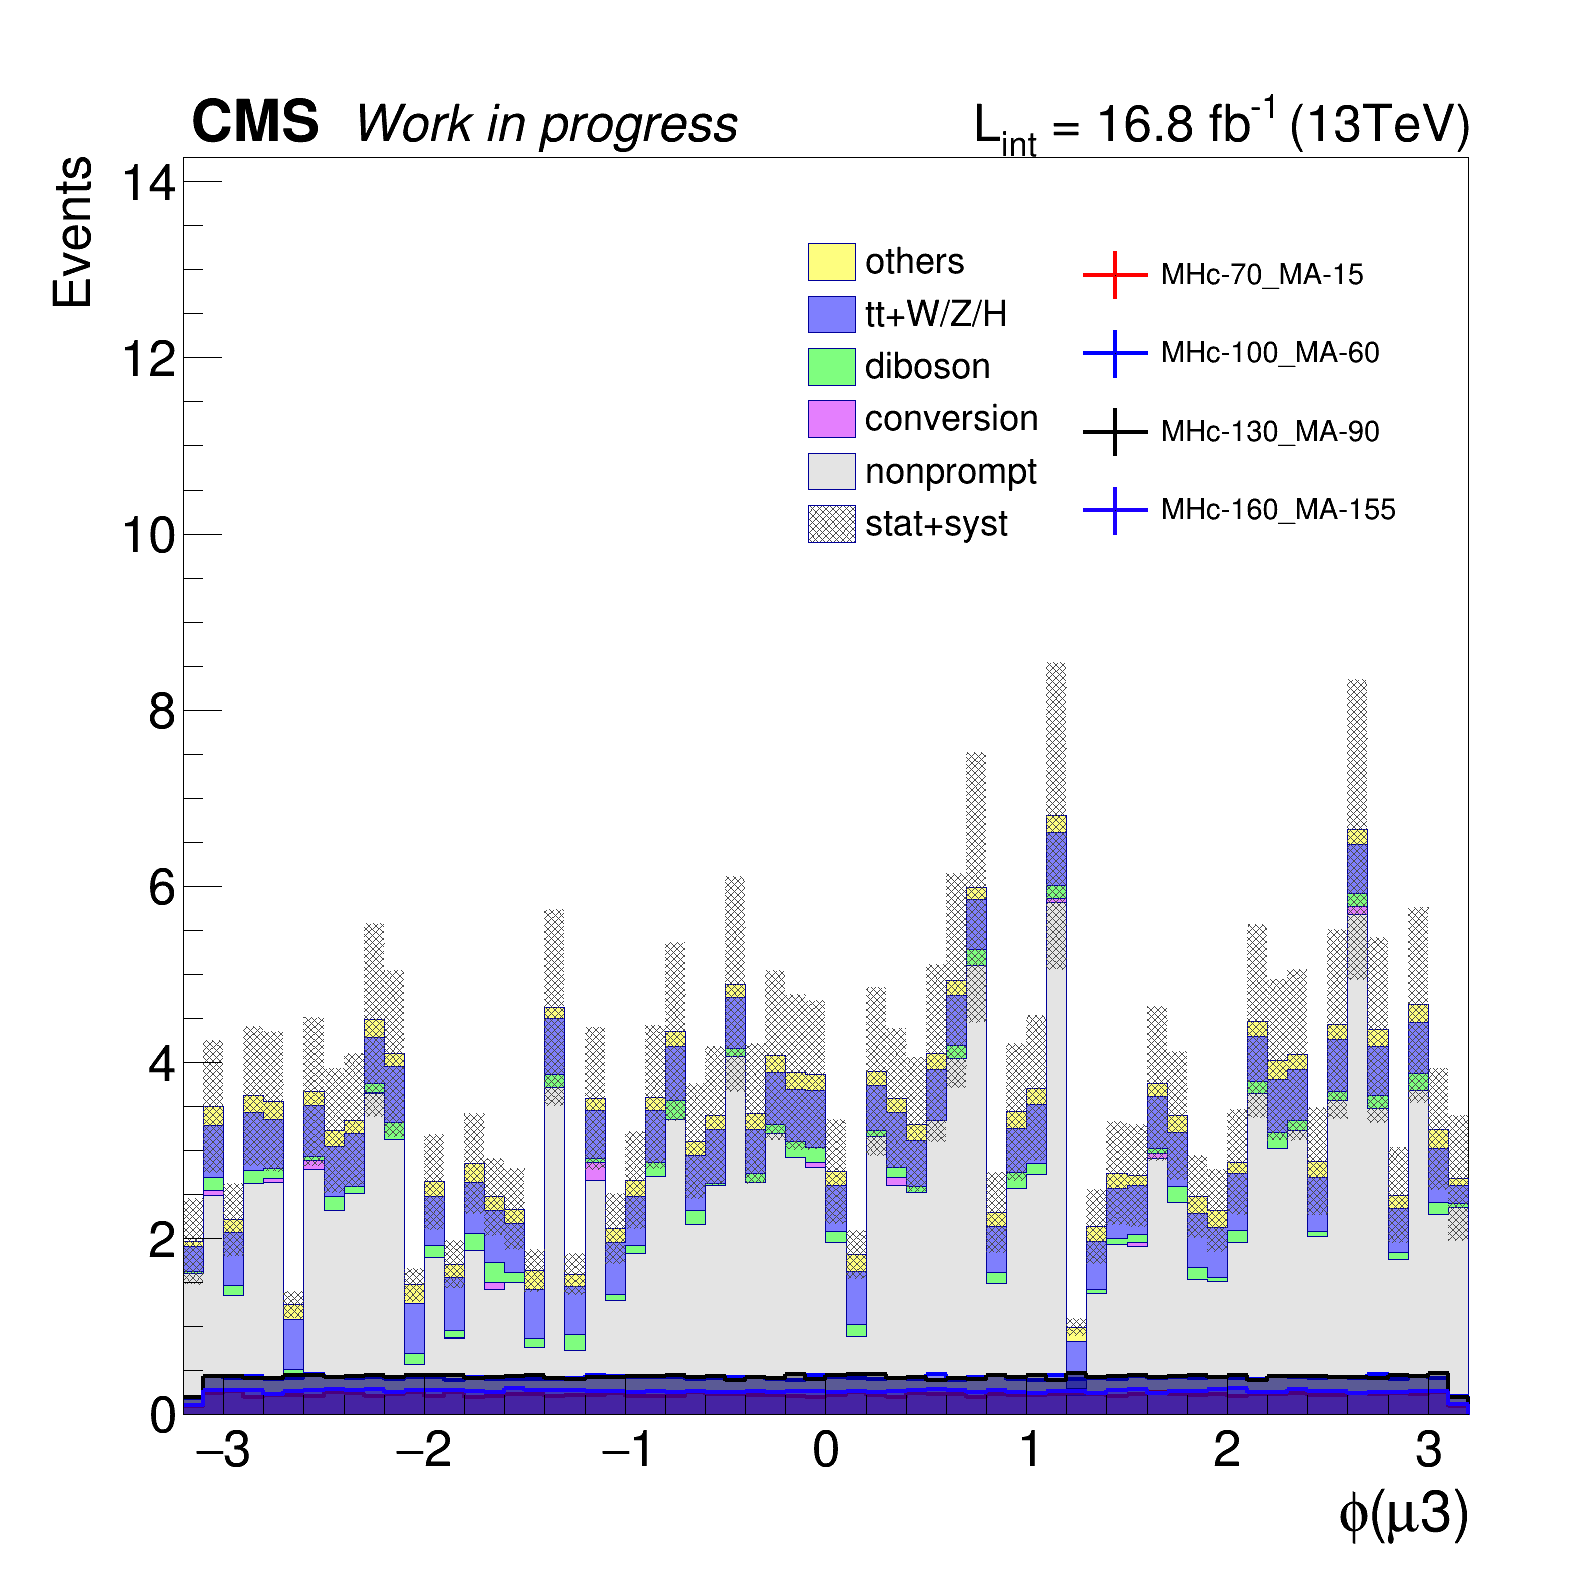 CMS Work in progress
L_int = 16.8 fb^-1 (13TeV)
Events
14
12
10
8
6
4
2
0
others
tt+W/Z/H
diboson
conversion
nonprompt
stat+syst
MHc-70_MA-15
MHc-100_MA-60
MHc-130_MA-90
MHc-160_MA-155
−3 −2 −1 0 1 2 3
ϕ(μ3)